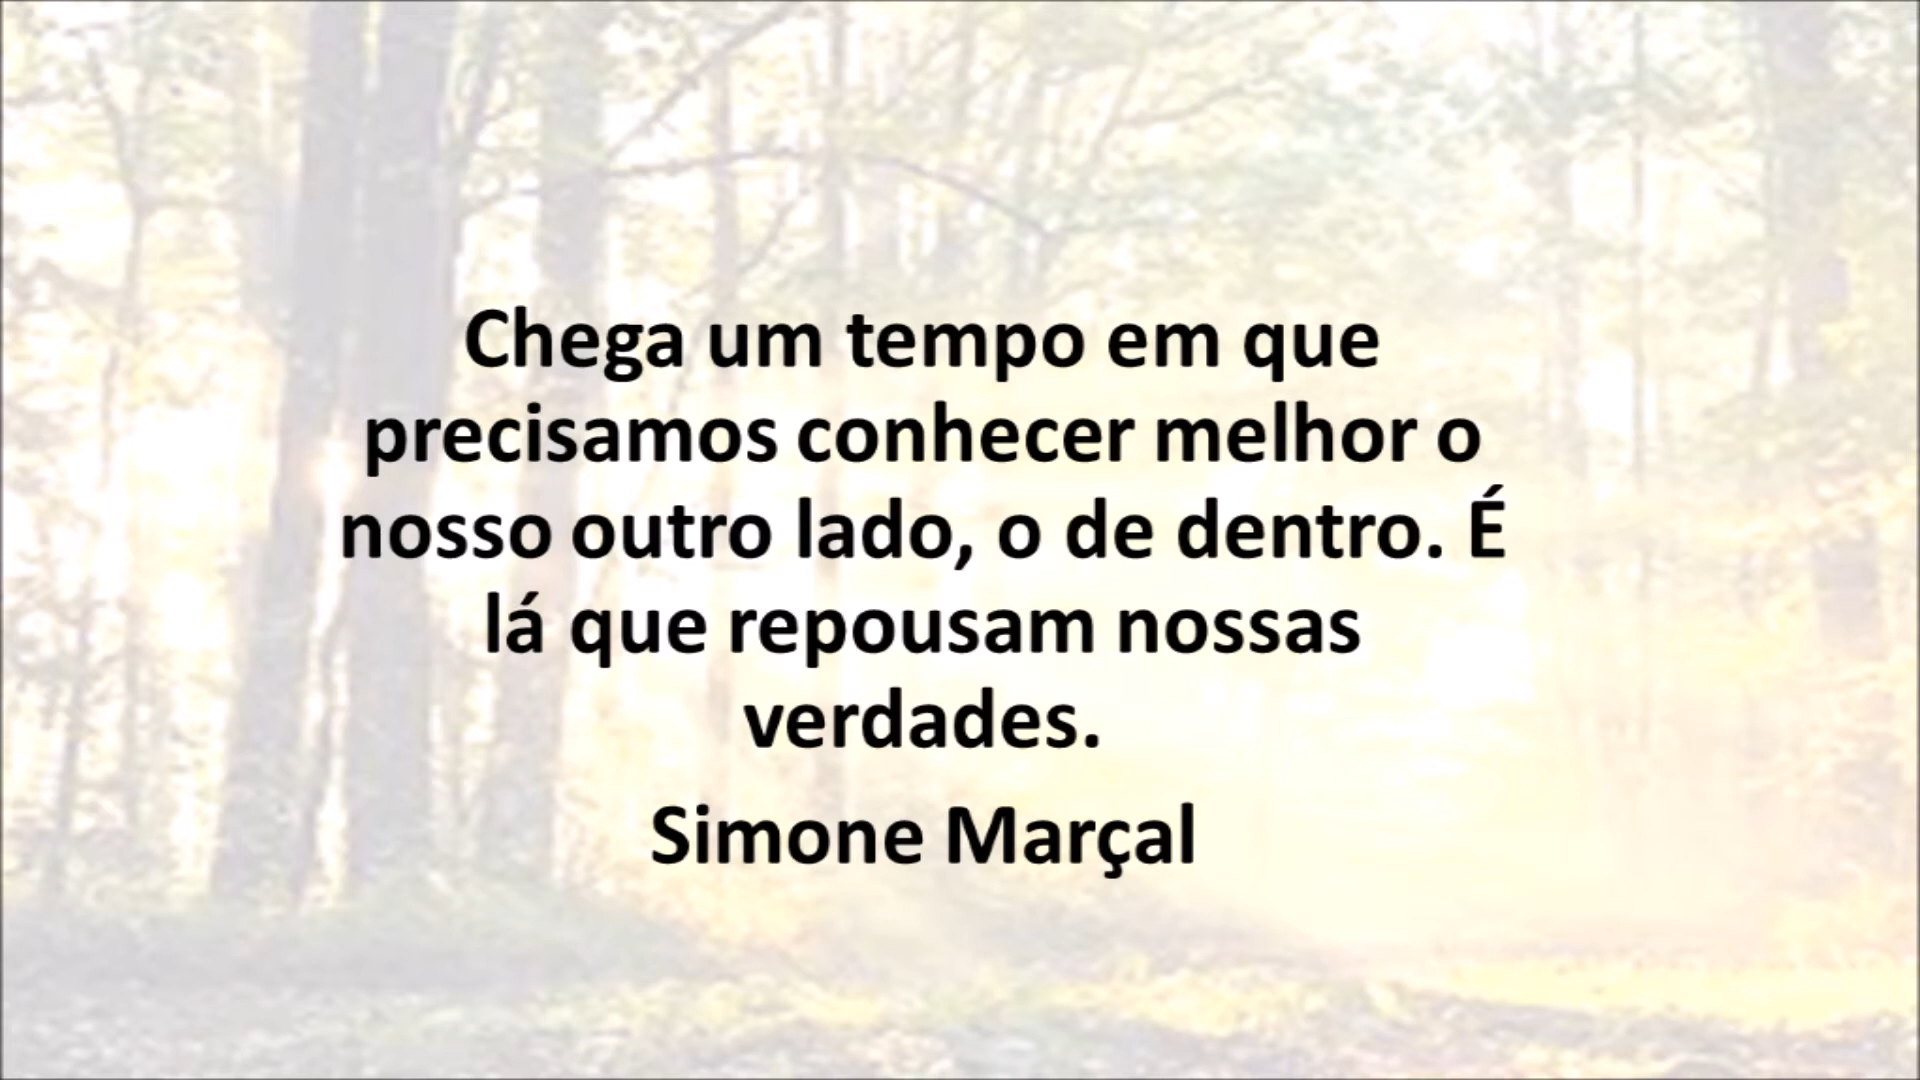 Chega um tempo em que
precisamos conhecer melhor o
nosso outro lado, o de dentro. É
lá que repousam nossas
verdades.
Simone Marçal